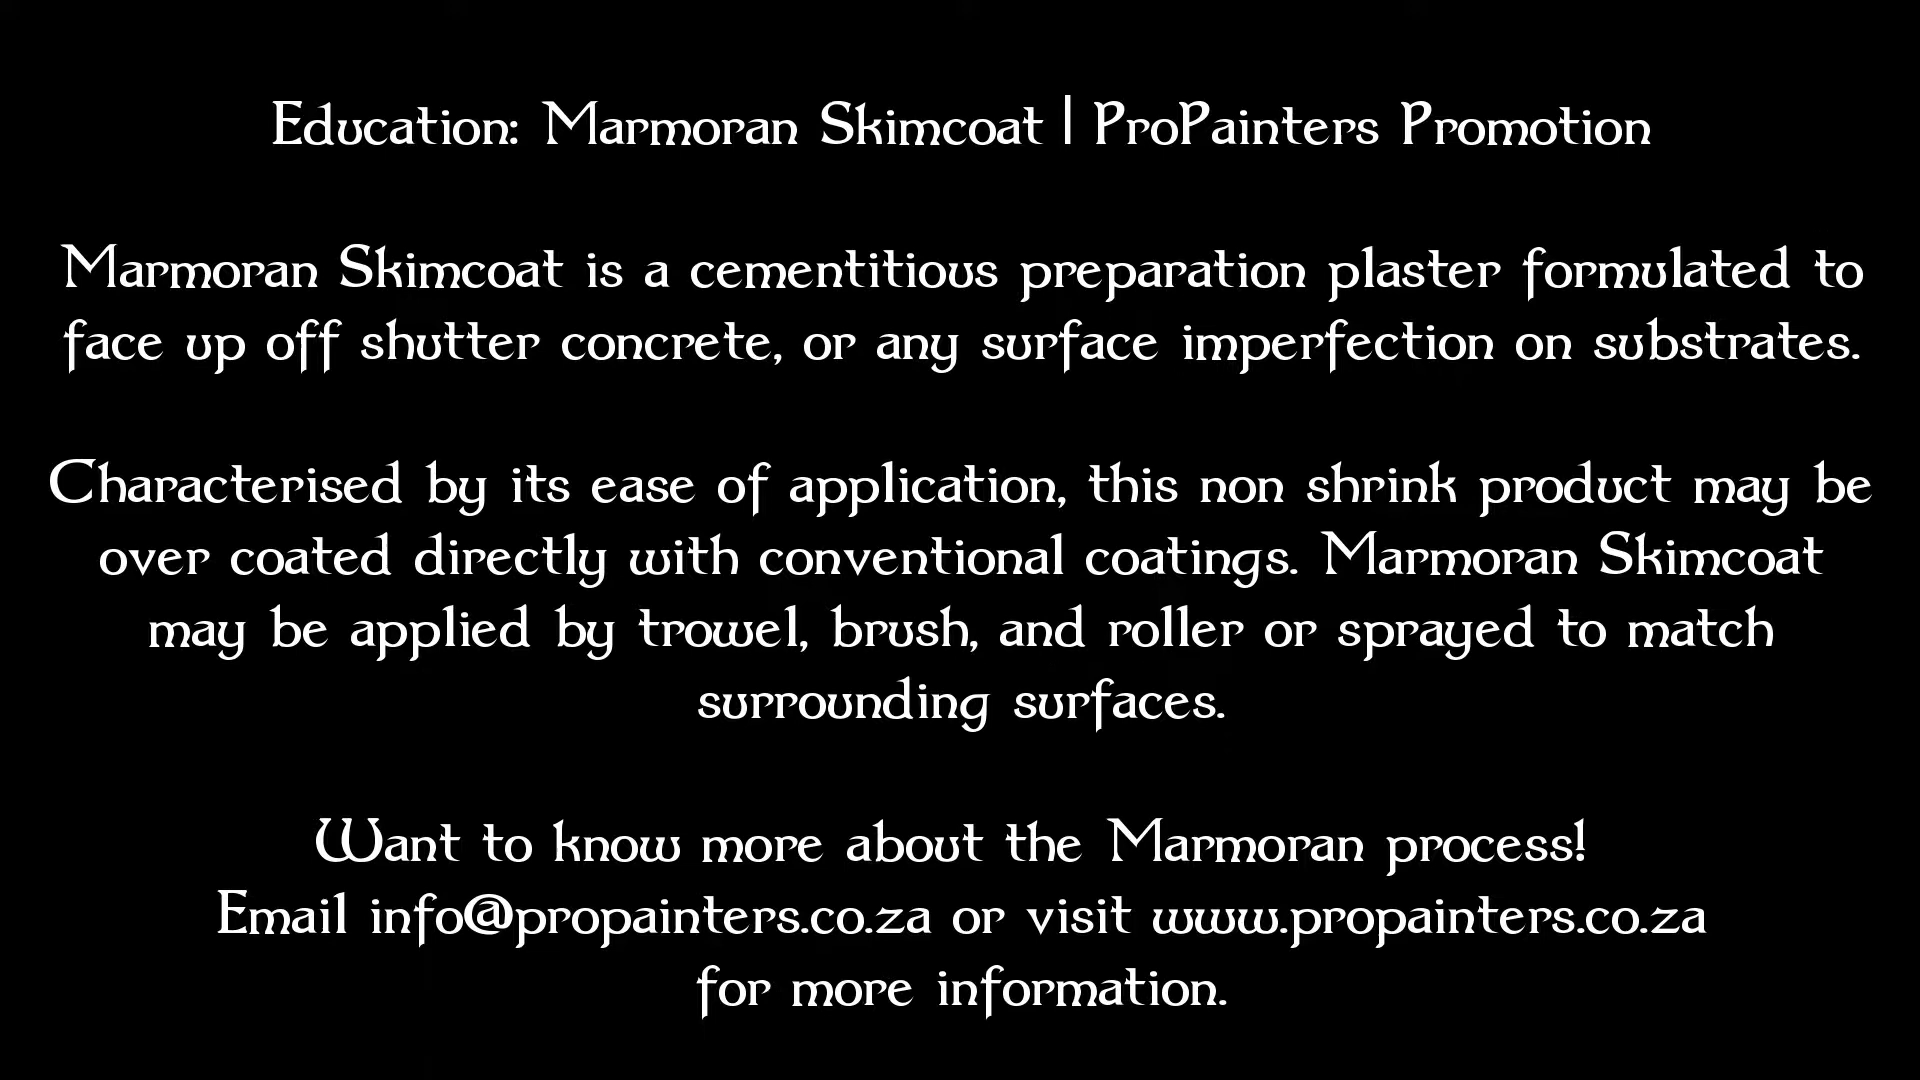 Education: Marmoran Skimcoat | ProPainters Promotion
Marmoran Skimcoat is a cementitious preparation plaster formulated to
face up off shutter concrete, or any surface imperfection on substrates.
Characterised by its ease of application, this non shrink product may be
over coated directly with conventional coatings. Marmoran Skimcoat
may be applied by trowel, brush, and roller or sprayed to match
surrounding surfaces.
Want to know more about the Marmoran process!
Email info@propainters.co.za or visit www.propainters.co.za
for more information.